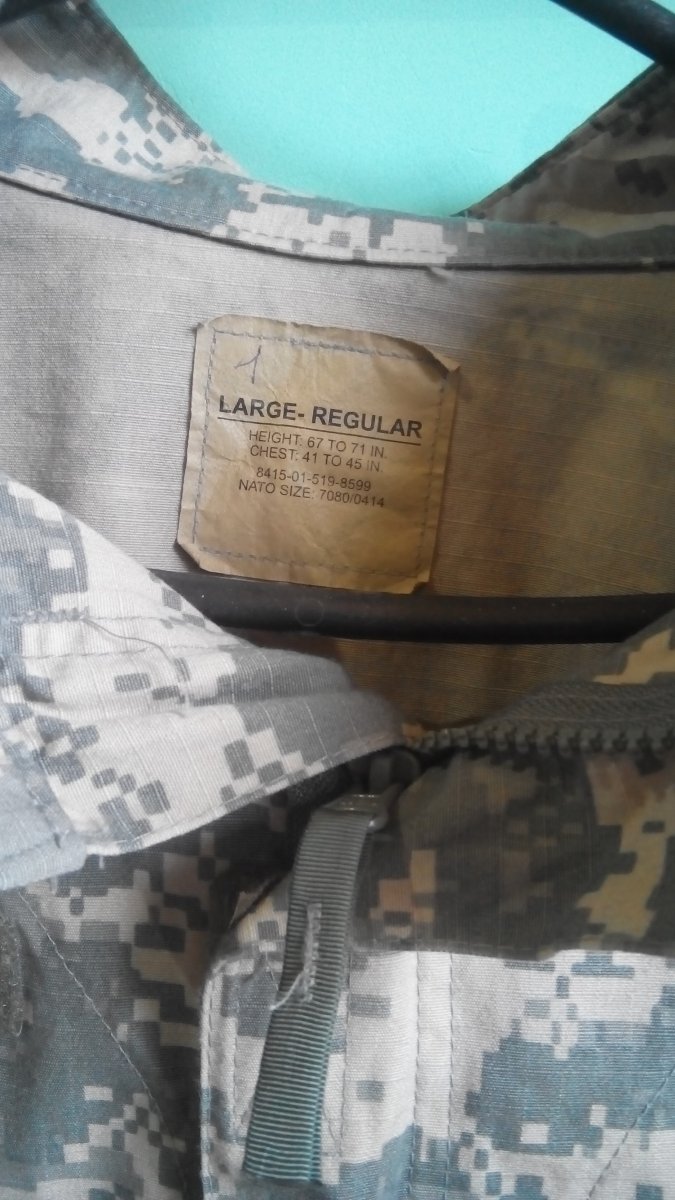 1
LARGE- REGULAR
HEIGHT: 67 TO 71 IN.
CHEST: 41 TO 45 IN.
8415-01-519-8599
NATO SIZE: 7080/0414